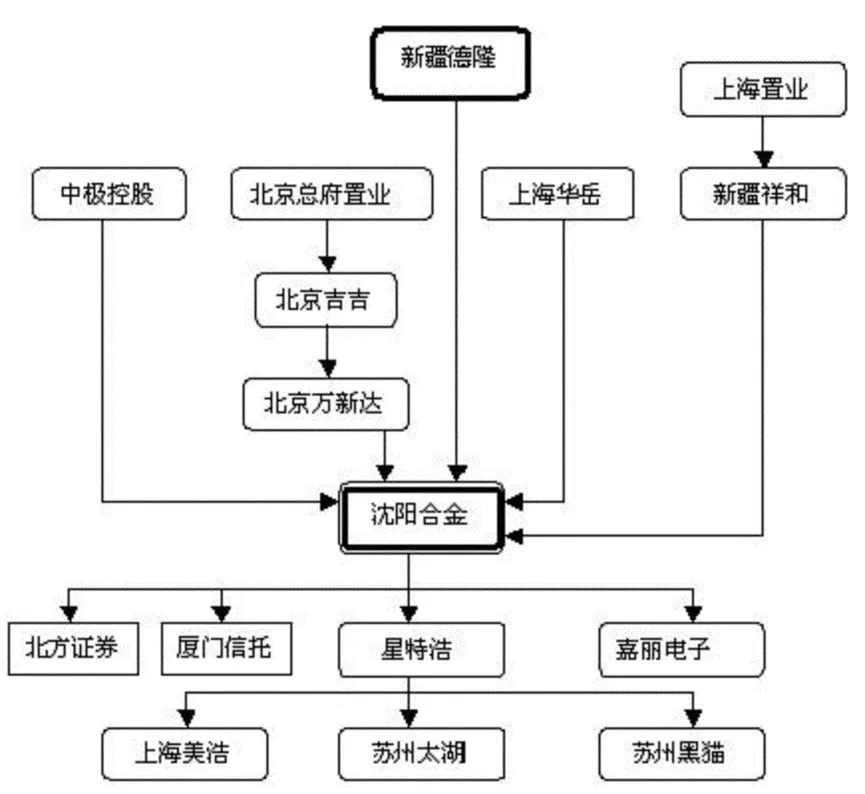 新疆德隆
上海置业
中极控股
北京总府置业
上海华岳
新疆祥和
北京吉吉
北京万新达
沈阳合金
北方证券
厦门信托
星特浩
嘉丽电子
上海美浩
苏州太湖
苏州黑猫